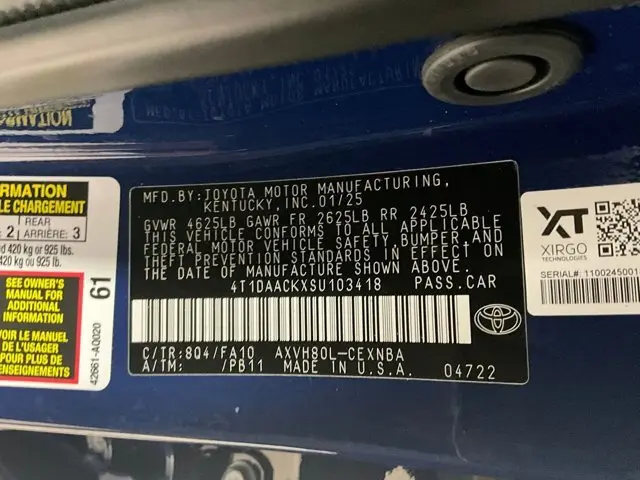 MFD. BY: TOYOTA MOTOR MANUFACTURING,
KENTUCKY, INC. 01/25
GVWR 4625LB GAWR FR 2625LB RR 2425LB
THIS VEHICLE CONFORMS TO ALL APPLICABLE
FEDERAL MOTOR VEHICLE SAFETY, BUMPER, AND
THEFT PREVENTION STANDARDS IN EFFECT ON
THE DATE OF MANUFACTURE SHOWN ABOVE.
4T1DAACKXSU103418 PASS. CAR
C/TR: 8Q4/FA10 AXVH80L-CEXNBA
A/TM: /PB11 MADE IN U.S.A. 04722
ORMATION
LE CHARGEMENT
REAR 2
ARRIÈRE: 3
d 420 kg or 925 lbs.
420 kg ou 925 lb.
SEE OWNER'S
MANUAL FOR
ADDITIONAL
INFORMATION
VOIR LE MANUEL
DE
POUR PLUS DE
RENSEIGNEMENTS
42661-A0020
61
XT
XIRGO
Technologies
SERIAL#: 1100245001